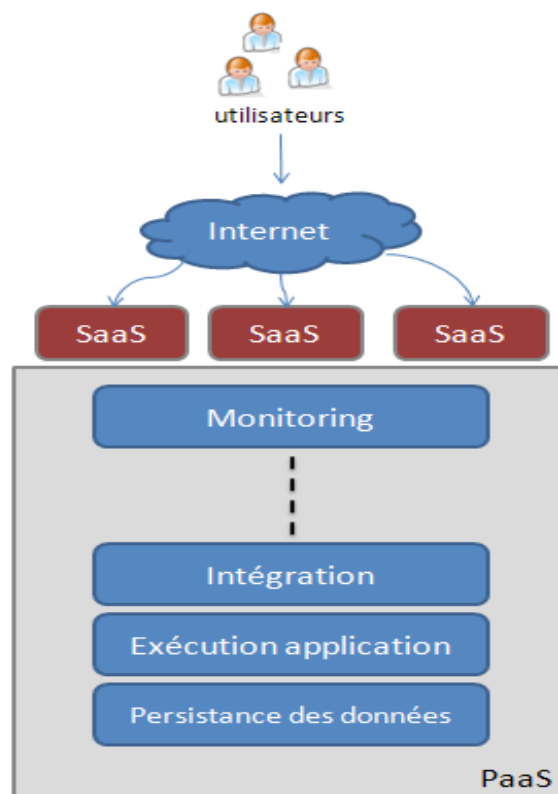 utilisateurs
Internet
SaaS SaaS SaaS
Monitoring
Intégration
Exécution application
Persistance des données
PaaS